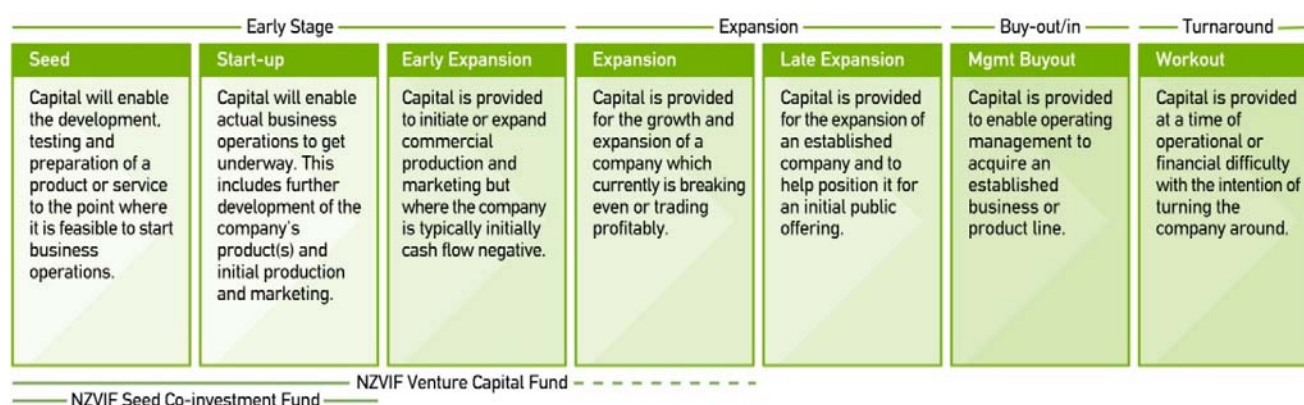 Early Stage
Expansion
Buy-out/in
Turnaround
Seed
Capital will enable
the development,
testing and
preparation of a
product or service
to the point where
it is feasible to start
business
operations.
Start-up
Capital will enable
actual business
operations to get
underway. This
includes further
development of the
company's
product(s) and
initial production
and marketing.
Early Expansion
Capital is provided
to initiate or expand
commercial
production and
marketing but
where the company
is typically initially
cash flow negative.
Expansion
Capital is provided
for the growth and
expansion of a
company which
currently is breaking
even or trading
profitably.
Late Expansion
Capital is provided
for the expansion of
an established
company and to
help position it for
an initial public
offering.
Mgmt Buyout
Capital is provided
to enable operating
management to
acquire an
established
business or
product line.
Workout
Capital is provided
at a time of
operational or
financial difficulty
with the intention of
turning the
company around.
NZVIF Venture Capital Fund
NZVIF Seed Co-investment Fund